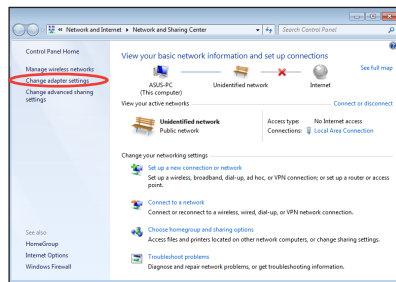 « Network and Internet ▸ Network and Sharing Center
Search Control Panel
Control Panel Home
Manage wireless networks
Change adapter settings
Change advanced sharing
settings
View your basic network information and set up connections
See full map
ASUS-PC
(This computer)
Unidentified network
Internet
View your active networks
Connect or disconnect
Unidentified network
Public network
Access type: No Internet access
Connections: Local Area Connection
Change your networking settings
Set up a new connection or network
Set up a wireless, broadband, dial-up, ad hoc, or VPN connection; or set up a router or access
point.
Connect to a network
Connect or reconnect to a wireless, wired, dial-up, or VPN network connection.
Choose homegroup and sharing options
Access files and printers located on other network computers, or change sharing settings.
Troubleshoot problems
Diagnose and repair network problems, or get troubleshooting information.
See also
HomeGroup
Internet Options
Windows Firewall